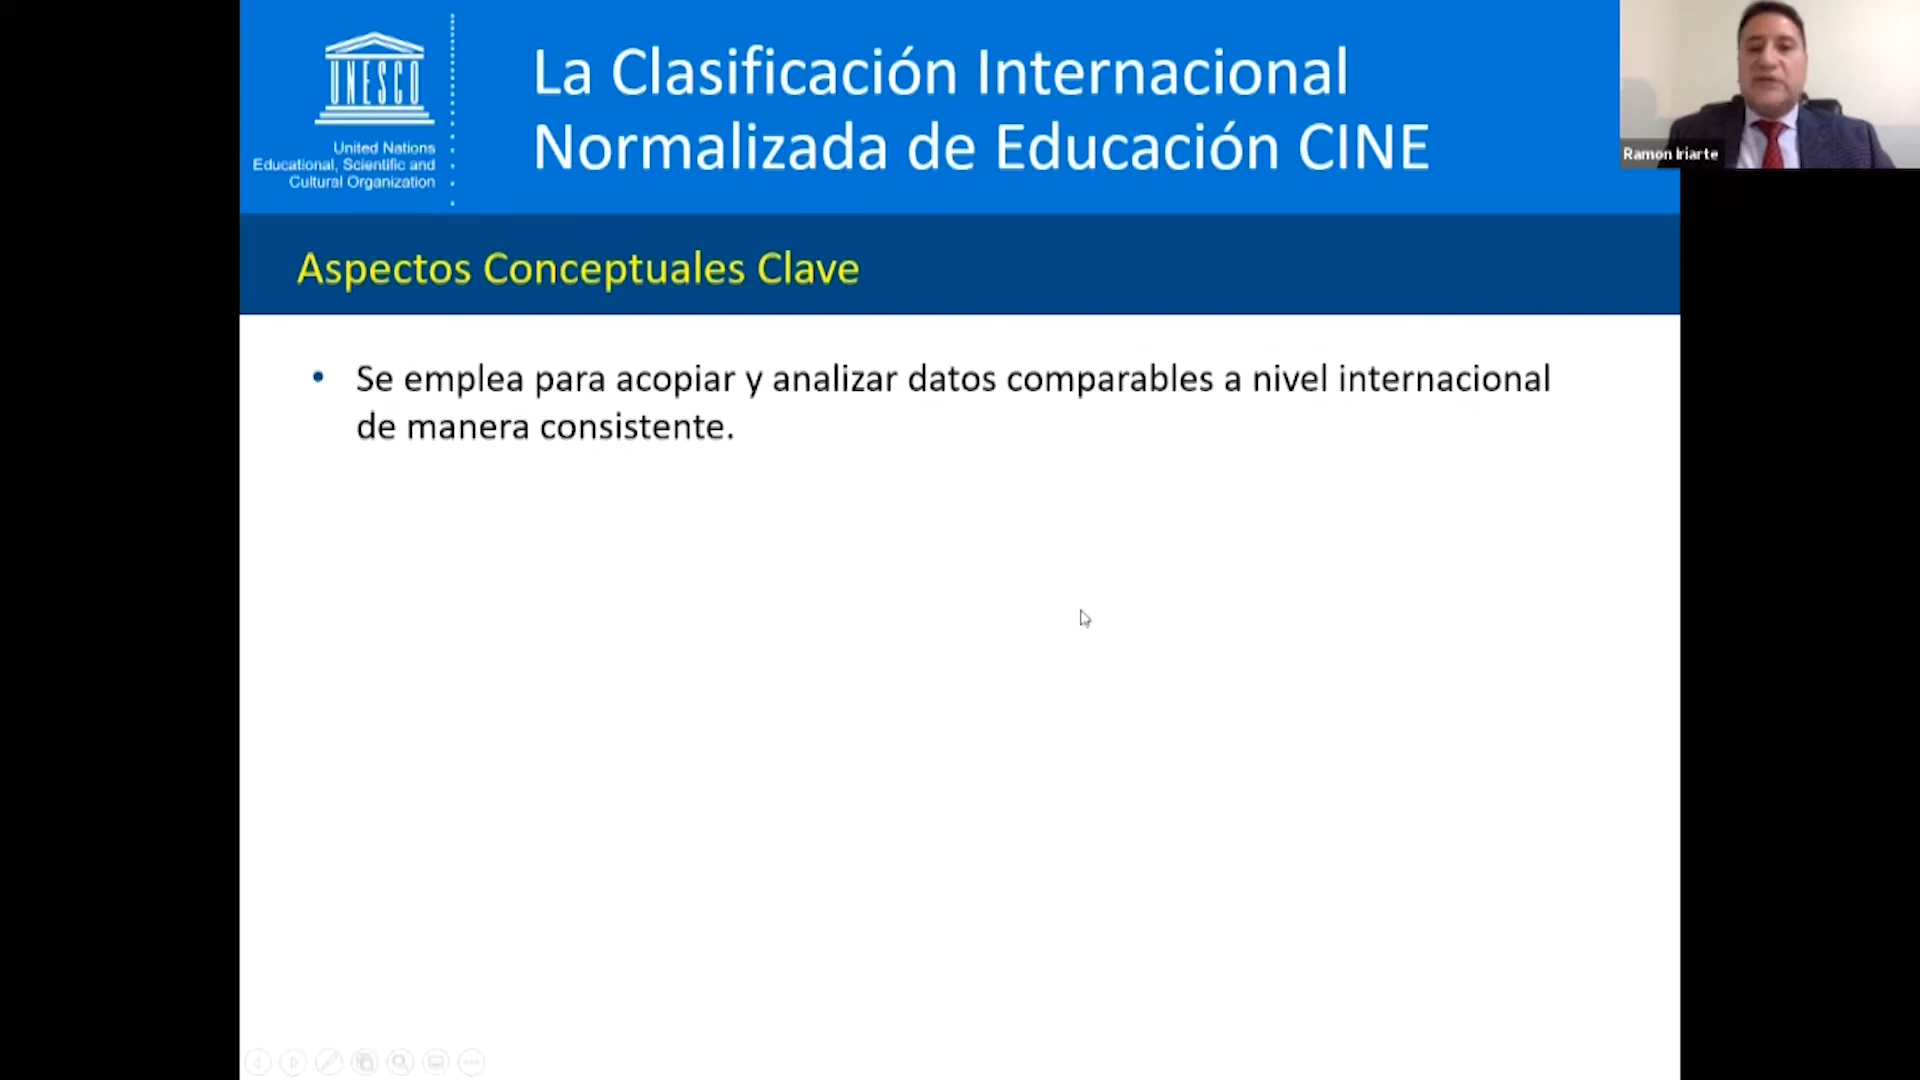 UNESCO
United Nations
Educational, Scientific and
Cultural Organization
La Clasificación Internacional
Normalizada de Educación CINE
Ramon Iriarte
Aspectos Conceptuales Clave
• Se emplea para acopiar y analizar datos comparables a nivel internacional
de manera consistente.